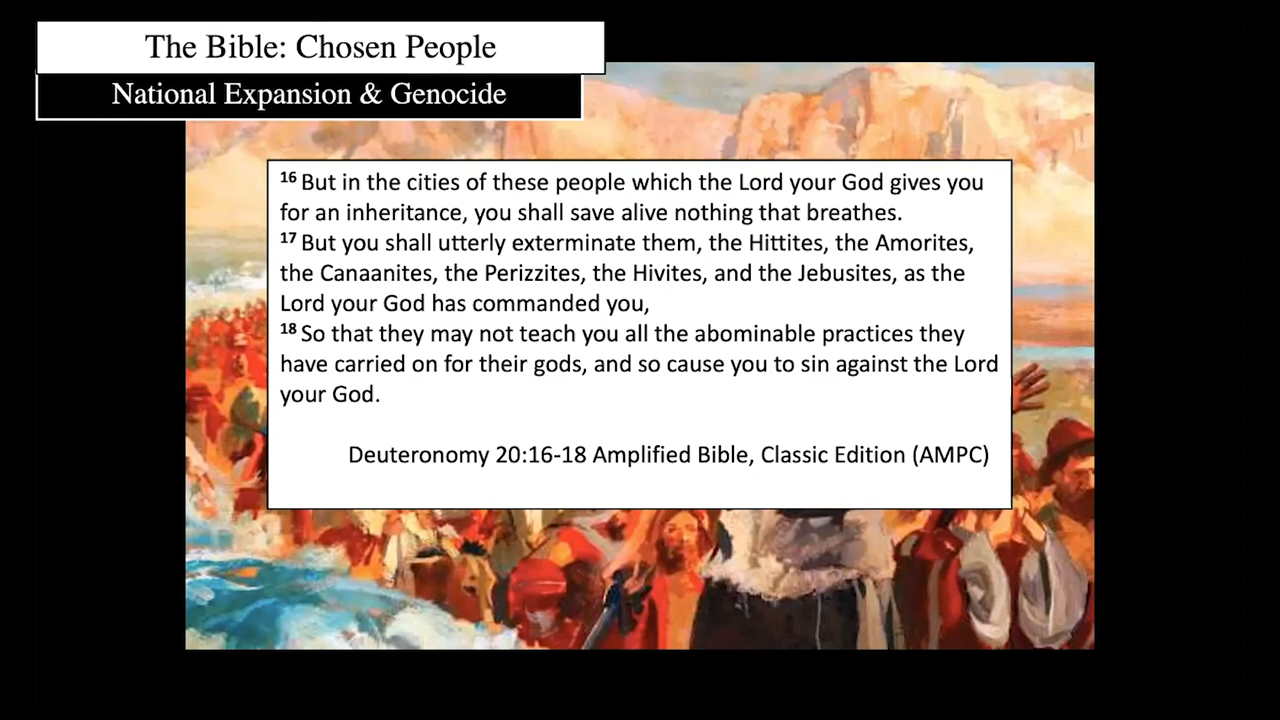 The Bible: Chosen People
National Expansion & Genocide
16 But in the cities of these people which the Lord your God gives you
for an inheritance, you shall save alive nothing that breathes.
17 But you shall utterly exterminate them, the Hittites, the Amorites,
the Canaanites, the Perizzites, the Hivites, and the Jebusites, as the
Lord your God has commanded you,
18 So that they may not teach you all the abominable practices they
have carried on for their gods, and so cause you to sin against the Lord
your God.
Deuteronomy 20:16-18 Amplified Bible, Classic Edition (AMPC)